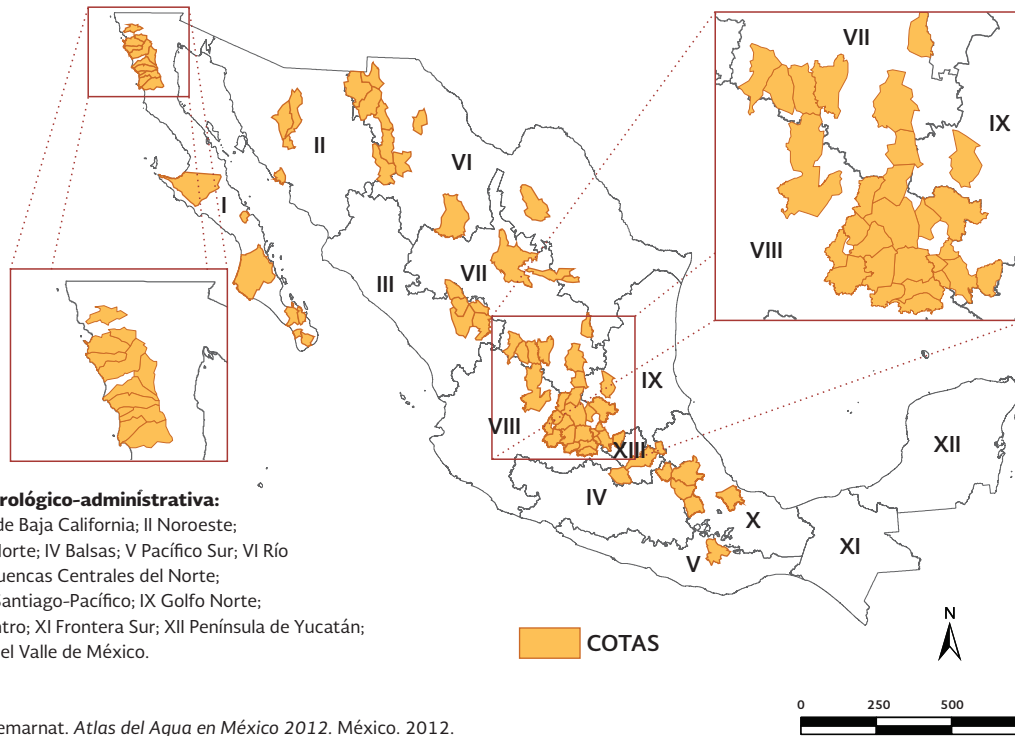 VII
IX
VIII
II
VI
I
III
VII
IX
VIII
XIII
XII
IV
X
V
XI
rológico-adminístrativa:
de Baja California; II Noroeste;
orte; IV Balsas; V Pacífico Sur; VI Río
uencas Centrales del Norte;
Santiago-Pacífico; IX Golfo Norte;
ntro; XI Frontera Sur; XII Península de Yucatán;
el Valle de México.
COTAS
N
emarnat. Atlas del Agua en México 2012. México. 2012.
0 250 500